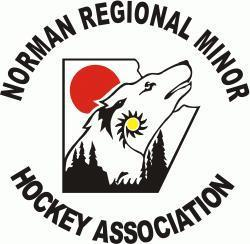 NORMAN REGIONAL MINOR
HOCKEY ASSOCIATION